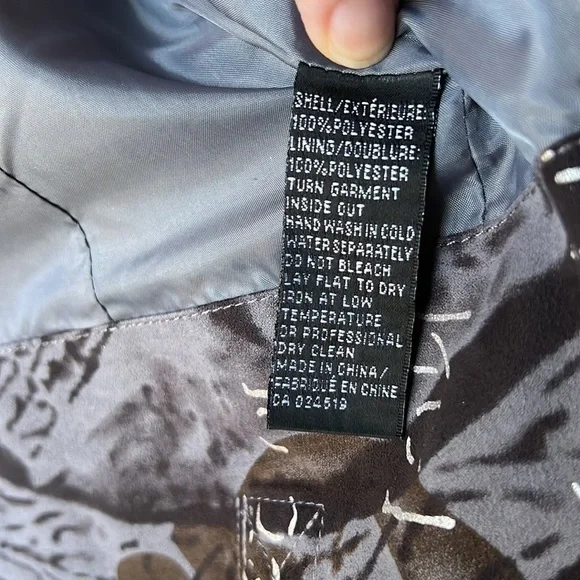 SHELL/EXTÉRIEURE:
100%POLYESTER
LINING/DOUBLURE:
100%POLYESTER
TURN GARMENT
INSIDE OUT
HAND WASH IN COLD
WATER SEPARATELY
DO NOT BLEACH
LAY FLAT TO DRY
IRON AT LOW
TEMPERATURE
OR PROFESSIONAL
DRY CLEAN
MADE IN CHINA/
FABRIQUÉ EN CHINE
CA 024519